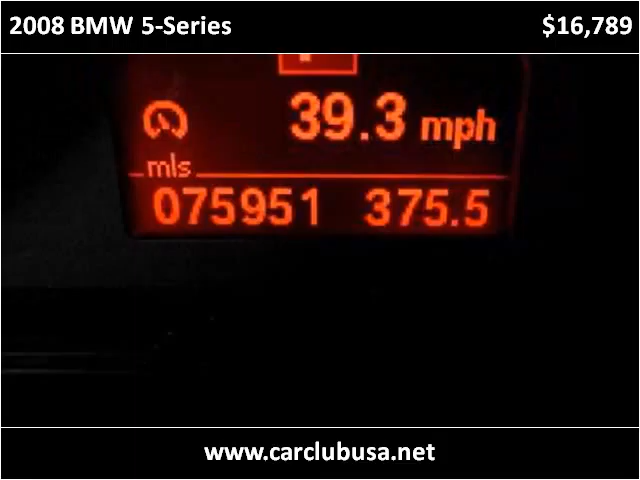 2008 BMW 5-Series $16,789
39.3 mph
mls
075951 375.5
www.carclubusa.net